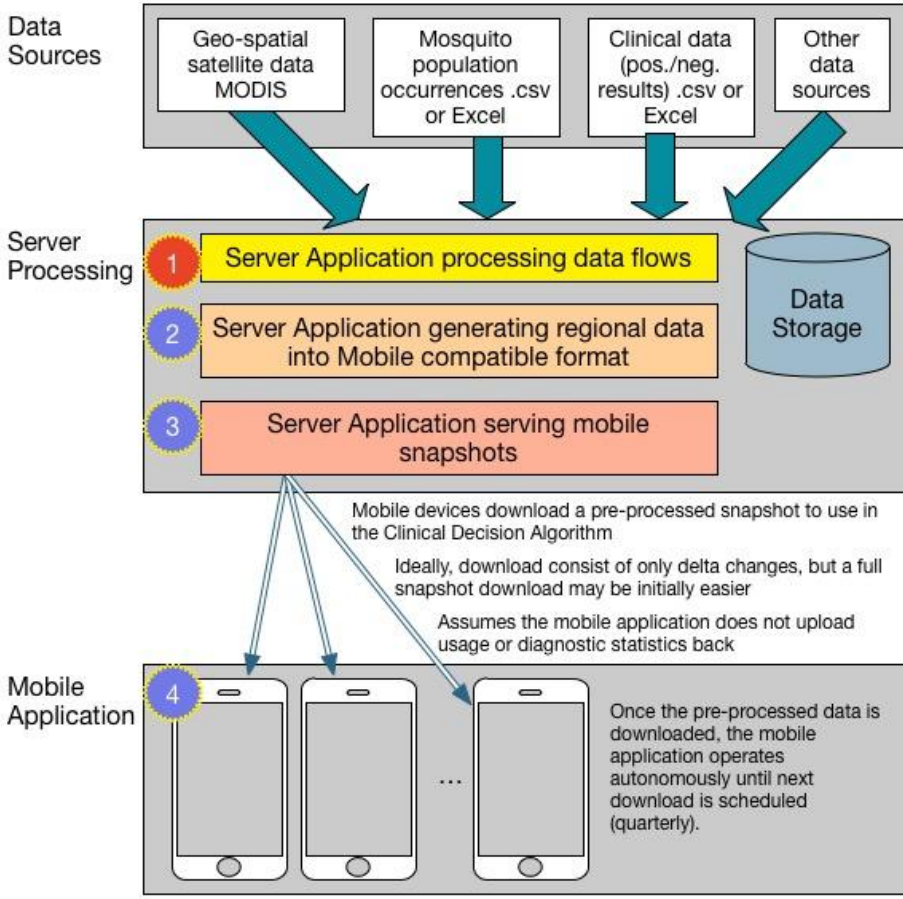 Data
Sources
Geo-spatial
satellite data
MODIS
Mosquito
population
occurrences .csv
or Excel
Clinical data
(pos./neg.
results) .csv or
Excel
Other
data
sources
Server
Processing
1
Server Application processing data flows
2
Server Application generating regional data
into Mobile compatible format
3
Server Application serving mobile
snapshots
Data
Storage
Mobile devices download a pre-processed snapshot to use in
the Clinical Decision Algorithm
Ideally, download consist of only delta changes, but a full
snapshot download may be initially easier
Assumes the mobile application does not upload
usage or diagnostic statistics back
Mobile
Application
4
...
Once the pre-processed data is
downloaded, the mobile
application operates
autonomously until next
download is scheduled
(quarterly).